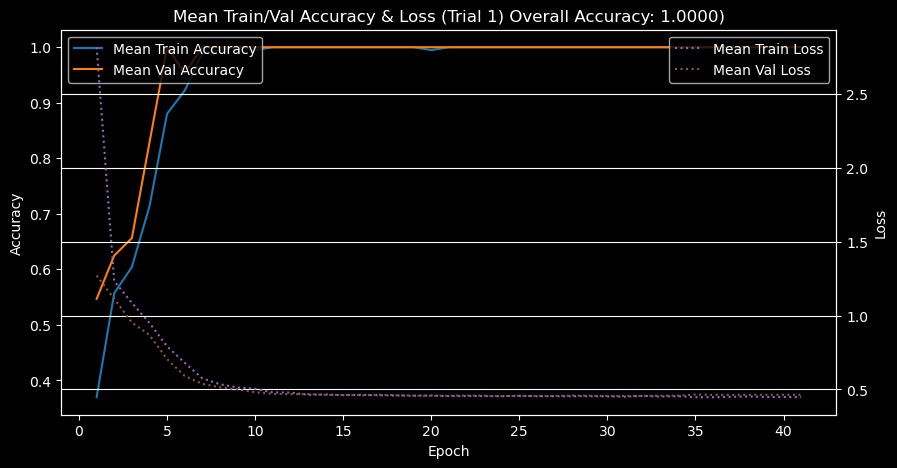 Mean Train/Val Accuracy & Loss (Trial 1) Overall Accuracy: 1.0000)
Mean Train Accuracy
Mean Val Accuracy
Mean Train Loss
Mean Val Loss
1.0
0.9
0.8
0.7
0.6
0.5
0.4
Accuracy
2.5
2.0
1.5
1.0
0.5
Loss
0 5 10 15 20 25 30 35 40
Epoch